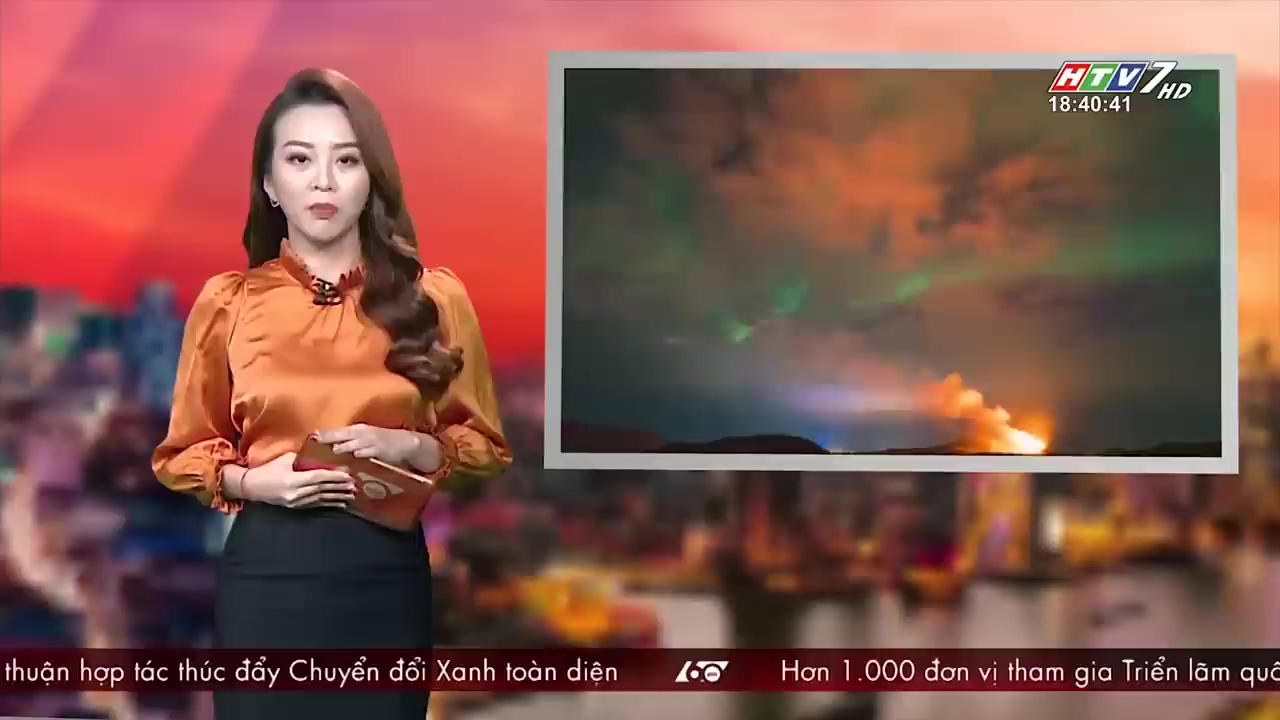 HTV7 HD
18:40:41
thuận hợp tác thúc đẩy Chuyển đổi Xanh toàn diện 60 Hơn 1.000 đơn vị tham gia Triển lãm quố